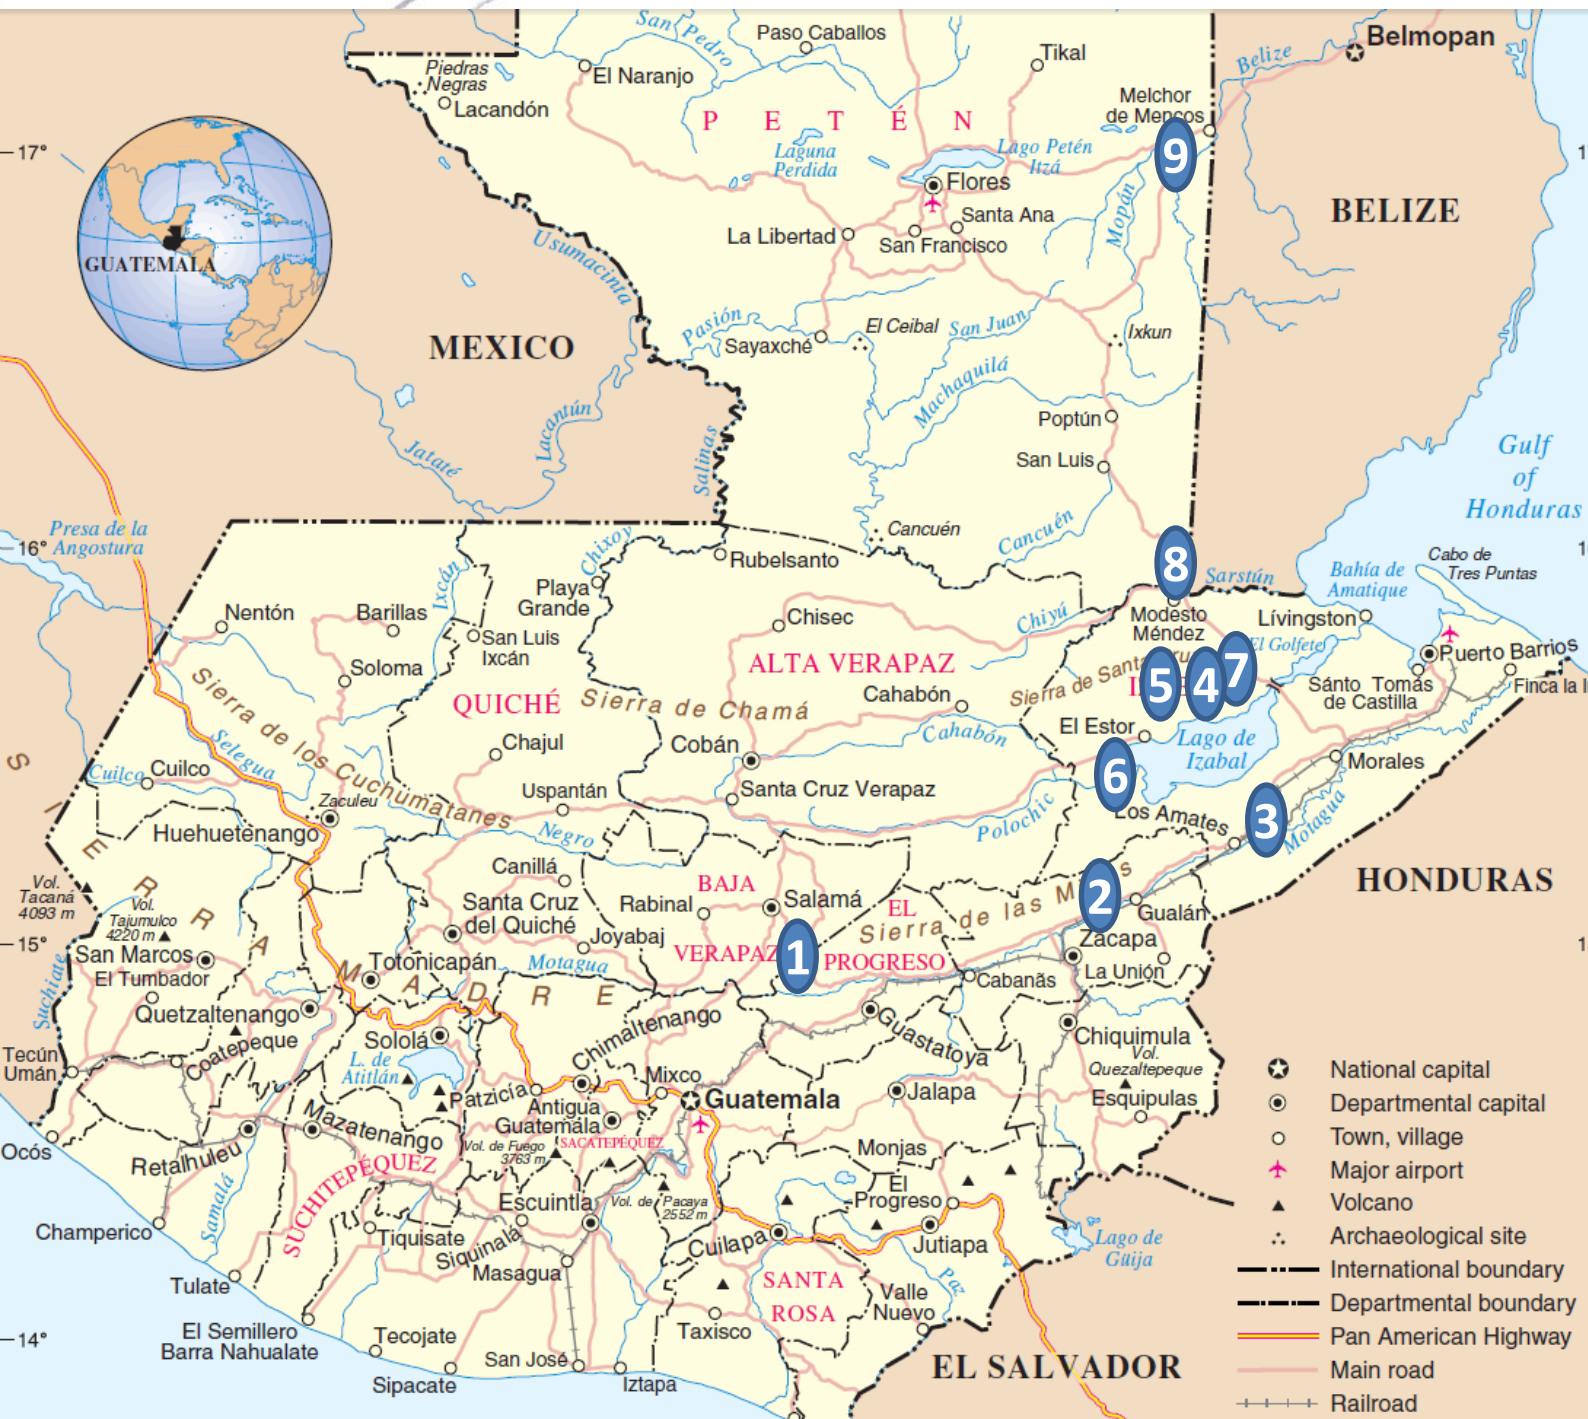 San Pedro
Paso Caballos
Tikal
Belmopan
Belize
Piedras
Negras
El Naranjo
Lacandón
P E T É N
Melchor
de Mencos
17°
Laguna
Perdida
Lago Petén
Itzá
9
Flores
Mopán
BELIZE
Santa Ana
La Libertad
San Francisco
GUATEMALA
Usumacinta
MEXICO
Pasión
Sayaxché
El Ceibal
San Juan
Ixkun
Machaquilá
Lacantún
Jataté
Salinas
Poptún
San Luis
Gulf
of
Honduras
Presa de la
Angostura
16°
Cancuén
Cancuén
Chixoy
Rubelsanto
8
Sarstún
Bahía de
Amatique
Cabo de
Tres Puntas
Ixcán
Playa
Grande
Nentón
Barillas
Chisec
Chiyú
Modesto
Méndez
Lívingston
San Luis
Ixcán
El Golfete
Puerto Barrios
Soloma
ALTA VERAPAZ
Sierra de Santa
5
4
7
Sánto Tomás
de Castilla
Finca la
QUICHÉ
Sierra de Chamá
Cahabón
Sierra de los Cuchumatanes
Selegua
Chajul
Cobán
Cahabón
El Estor
Lago de
Izabal
Cuilco
Cuilco
6
Morales
Zaculeu
Uspantán
Santa Cruz Verapaz
Polochic
Los Amates
3
Motagua
Huehuetenango
Negro
S I E R R A M A D R E
Canillá
BAJA
VERAPAZ
HONDURAS
Vol.
Tacaná
4093 m
Vol.
Tajumulco
4220 m
Santa Cruz
del Quiché
Rabinal
Salamá
EL
PROGRESO
Sierra de las
2
Gualán
15°
San Marcos
Joyabaj
1
Zacapa
El Tumbador
Totonicapán
Motagua
Cabanãs
La Unión
Suchiate
Quetzaltenango
Chimaltenango
Guastatoya
Chiquimula
Sololá
Tecún
Umán
Coatepeque
L. de
Atitlán
Patzicía
Mixco
Guatemala
Jalapa
Vol.
Quezaltepeque
Esquipulas
Antigua
Guatemala
Mazatenango
SACATEPÉQUEZ
Vol. de Fuego
3763 m
Monjas
Ocós
Retalhuleu
SUCHITEPÉQUEZ
Samalá
Escuintla
Vol. de Pacaya
2552 m
El
Progreso
Champerico
Tiquisate
Siquinalá
Masagua
Cuilapa
Jutiapa
Lago de
Güija
Tulate
SANTA
ROSA
Paz
Valle
Nuevo
El Semillero
Barra Nahualate
14°
Tecojate
San José
Taxisco
Sipacate
Iztapa
EL SALVADOR
National capital
Departmental capital
Town, village
Major airport
Volcano
Archaeological site
International boundary
Departmental boundary
Pan American Highway
Main road
Railroad